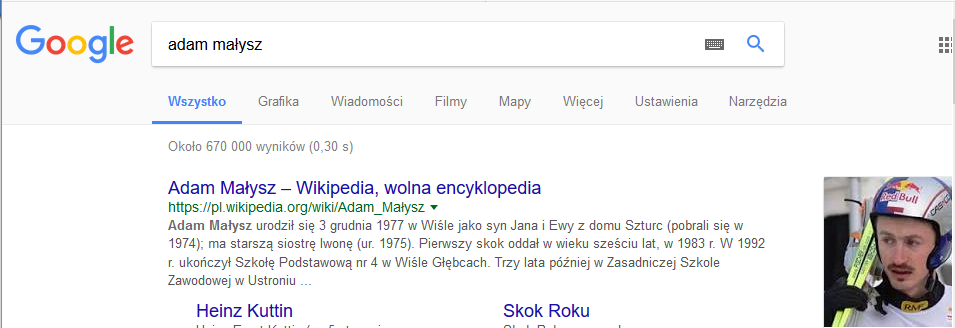 Google
adam małysz
Wszystko Grafika Wiadomości Filmy Mapy Więcej Ustawienia Narzędzia
Około 670 000 wyników (0,30 s)
Adam Małysz – Wikipedia, wolna encyklopedia
https://pl.wikipedia.org/wiki/Adam_Małysz
Adam Małysz urodził się 3 grudnia 1977 w Wiśle jako syn Jana i Ewy z domu Szturc (pobrali się w
1974); ma starszą siostrę Iwonę (ur. 1975). Pierwszy skok oddał w wieku sześciu lat, w 1983 r. W 1992
r. ukończył Szkołę Podstawową nr 4 w Wiśle Głębcach. Trzy lata później w Zasadniczej Szkole
Zawodowej w Ustroniu ...
Heinz Kuttin Skok Roku
Red Bull
CASI
RMF